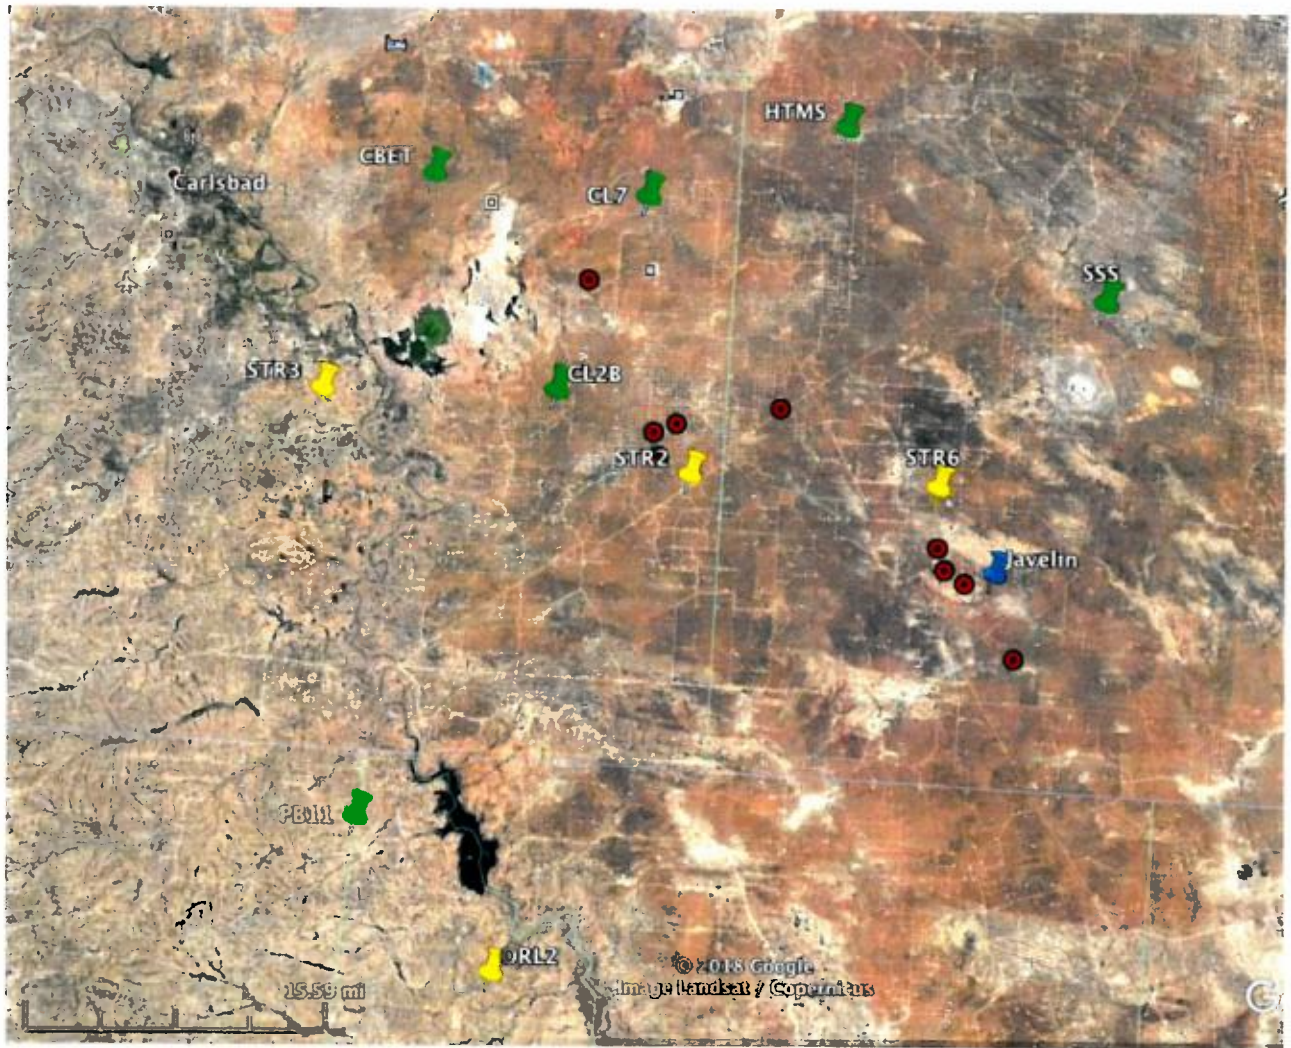 HTMS
CBET
Carlsbad
CL7
SSS
STR3
CL2B
STR2
STR6
Javelin
PB11
ORL2
© 2018 Google
Image Landsat / Copernicus
15.59 mi
G